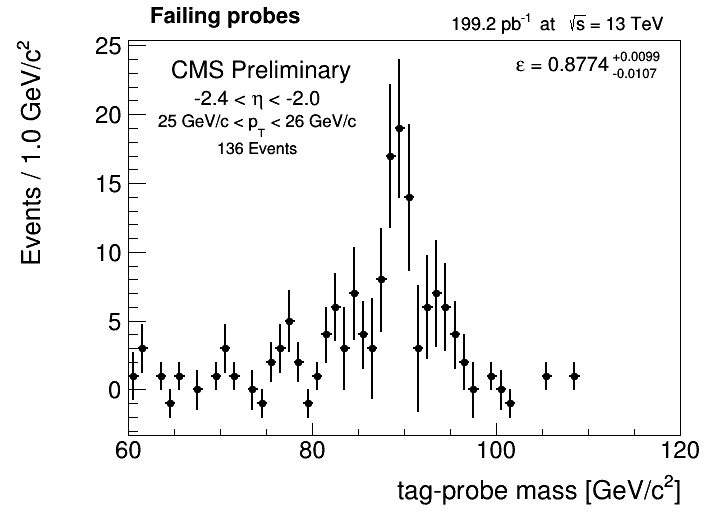 Failing probes
199.2 pb-1 at √s = 13 TeV
CMS Preliminary
-2.4 < η < -2.0
25 GeV/c < pT < 26 GeV/c
136 Events
ε = 0.8774 +0.0099 -0.0107
Events / 1.0 GeV/c2
25
20
15
10
5
0
60 80 100 120
tag-probe mass [GeV/c2]